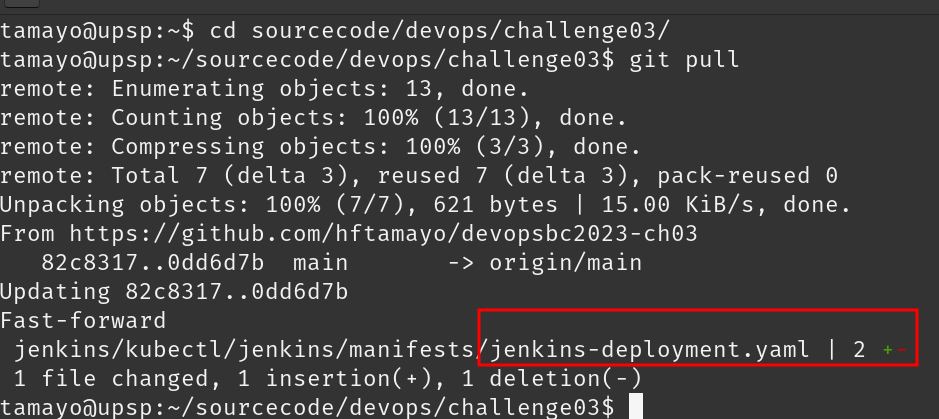 tamayo@upsp:~$ cd sourcecode/devops/challenge03/
tamayo@upsp:~/sourcecode/devops/challenge03$ git pull
remote: Enumerating objects: 13, done.
remote: Counting objects: 100% (13/13), done.
remote: Compressing objects: 100% (3/3), done.
remote: Total 7 (delta 3), reused 7 (delta 3), pack-reused 0
Unpacking objects: 100% (7/7), 621 bytes | 15.00 KiB/s, done.
From https://github.com/hftamayo/devopsbc2023-ch03
   82c8317..0dd6d7b  main       -> origin/main
Updating 82c8317..0dd6d7b
Fast-forward
 jenkins/kubectl/jenkins/manifests/jenkins-deployment.yaml | 2 +-
 1 file changed, 1 insertion(+), 1 deletion(-)
tamayo@upsp:~/sourcecode/devops/challenge03$